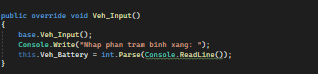 public override void Veh_Input()
{
base.Veh_Input();
Console.Write("Nhap phan tram binh xang: ");
this.Veh_Battery = int.Parse(Console.ReadLine());
}